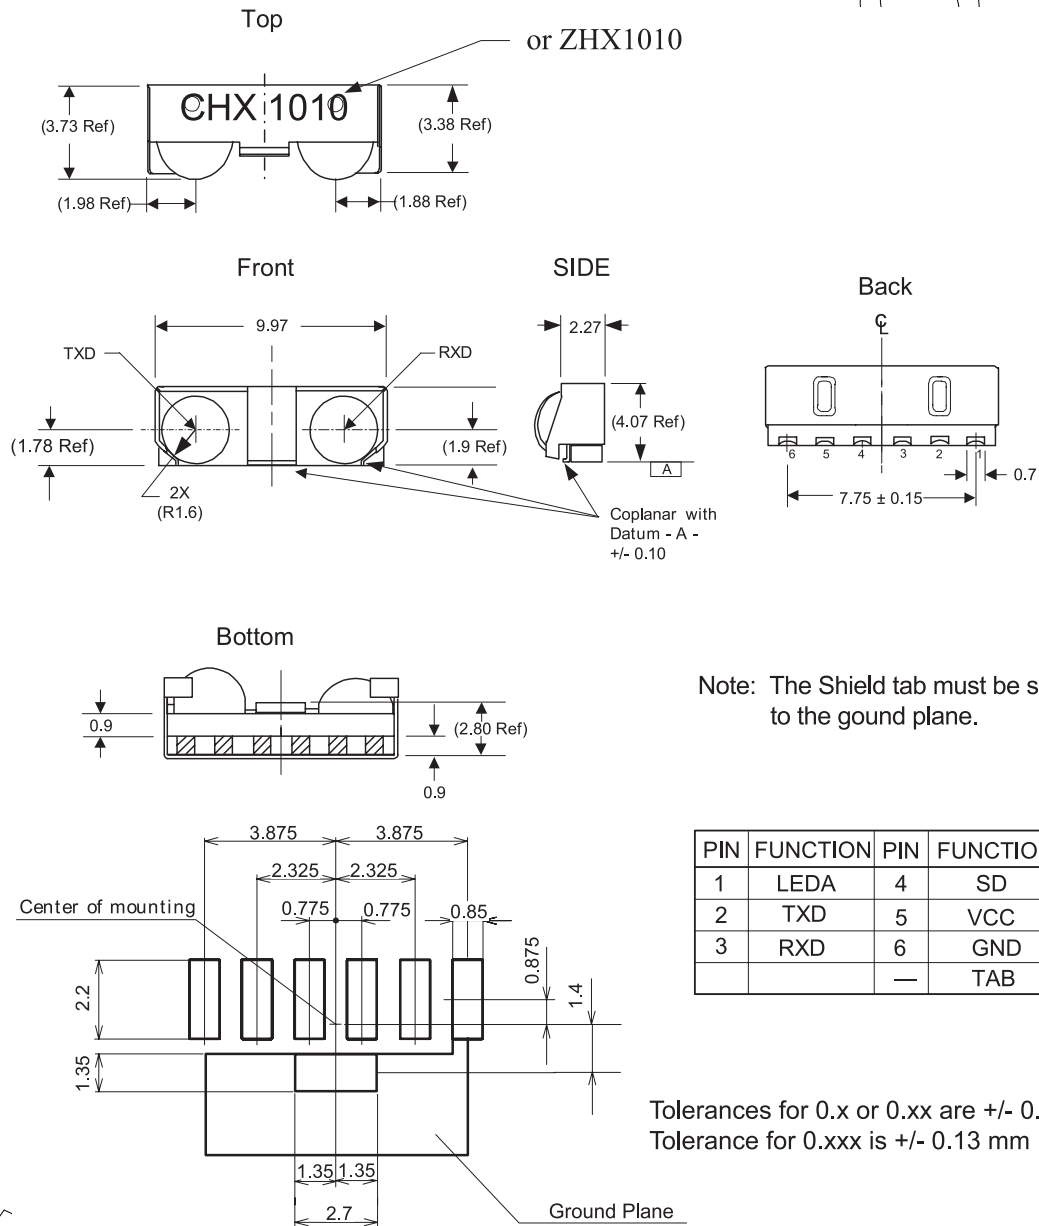 Top
or ZHX1010
CHX 1010
(3.73 Ref)
(3.38 Ref)
(1.98 Ref)
(1.88 Ref)
Front
SIDE
Back
℄
9.97
2.27
TXD
RXD
(1.78 Ref)
(1.9 Ref)
(4.07 Ref)
A
6 5 4 3 2 1
0.7
7.75 ± 0.15
2X
(R1.6)
Coplanar with
Datum - A -
+/- 0.10
Bottom
Note: The Shield tab must be s
to the gound plane.
0.9
(2.80 Ref)
0.9
3.875 3.875
2.325 2.325
Center of mounting
0.775 0.775
0.85
0.875
1.4
2.2
1.35
PIN FUNCTION PIN FUNCTIO
1 LEDA 4 SD
2 TXD 5 VCC
3 RXD 6 GND
— TAB
Tolerances for 0.x or 0.xx are +/- 0.
Tolerance for 0.xxx is +/- 0.13 mm
1.35 1.35
2.7
Ground Plane